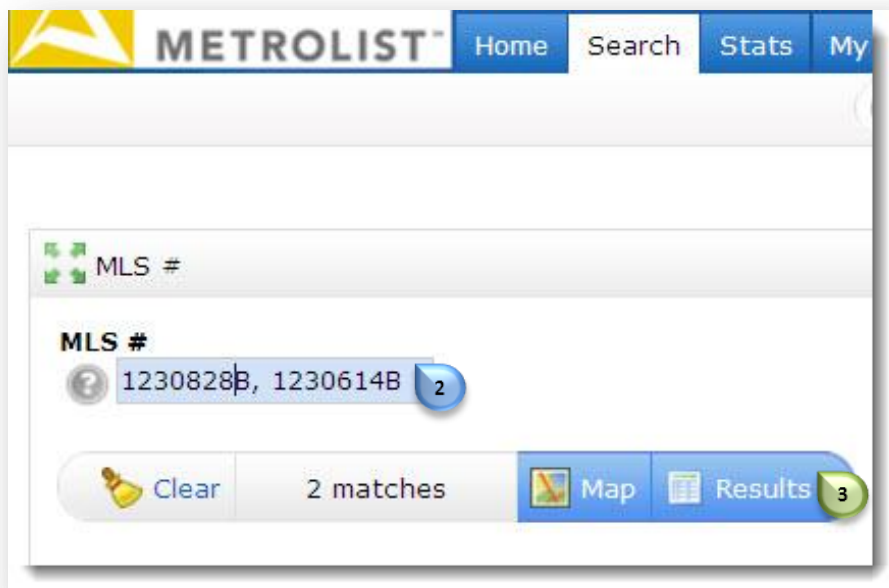 METROLIST™ Home Search Stats My
MLS #
MLS #
? 1230828B, 1230614B 2
Clear 2 matches Map Results 3